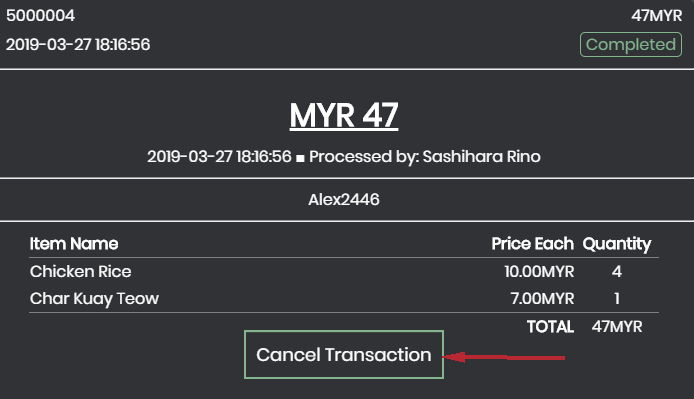 5000004 47MYR
2019-03-27 18:16:56 Completed
MYR 47
2019-03-27 18:16:56 ■ Processed by: Sashihara Rino
Alex2446
Item Name Price Each Quantity
Chicken Rice 10.00MYR 4
Char Kuay Teow 7.00MYR 1
TOTAL 47MYR
Cancel Transaction